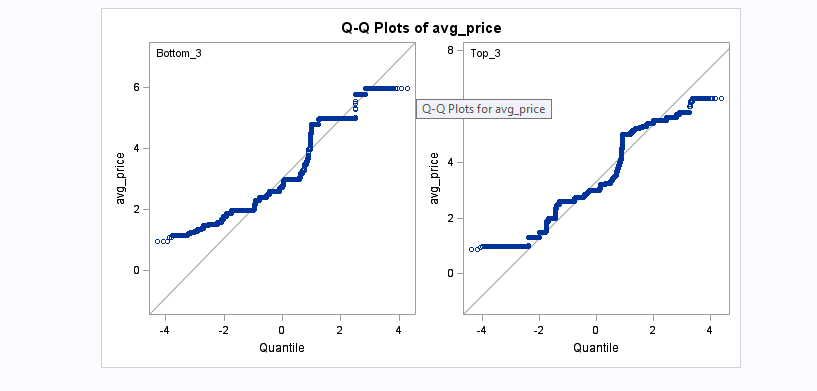 Q-Q Plots of avg_price
Bottom_3
avg_price
6
4
2
0
-4 -2 0 2 4
Quantile
Top_3
avg_price
8
6
4
2
0
-4 -2 0 2 4
Quantile
Q-Q Plots for avg_price